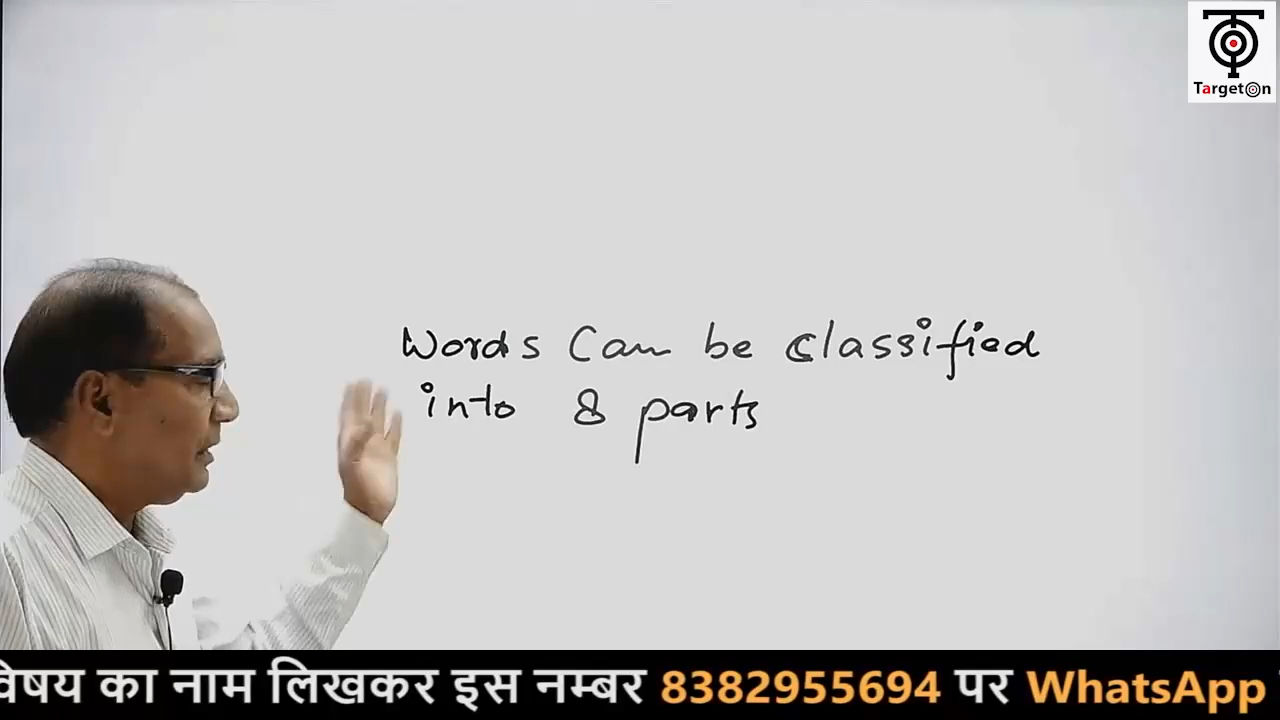 Targeton
Words Can be classified
into 8 parts
विषय का नाम लिखकर इस नम्बर 8382955694 पर WhatsApp